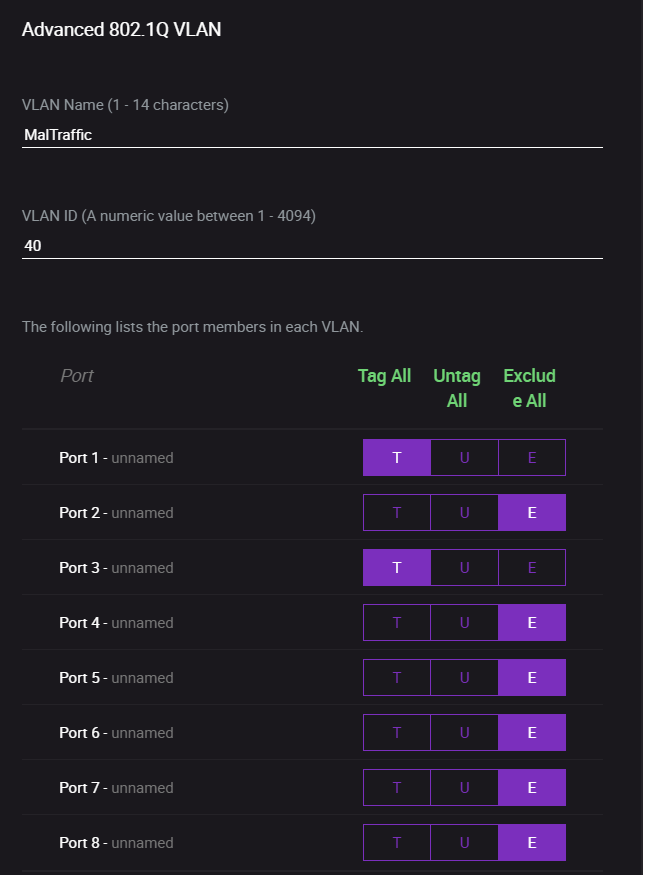 Advanced 802.1Q VLAN
VLAN Name (1 - 14 characters)
MalTraffic
VLAN ID (A numeric value between 1 - 4094)
40
The following lists the port members in each VLAN.
Port Tag All Untag All Exclud e All
Port 1 - unnamed T U E
Port 2 - unnamed T U E
Port 3 - unnamed T U E
Port 4 - unnamed T U E
Port 5 - unnamed T U E
Port 6 - unnamed T U E
Port 7 - unnamed T U E
Port 8 - unnamed T U E